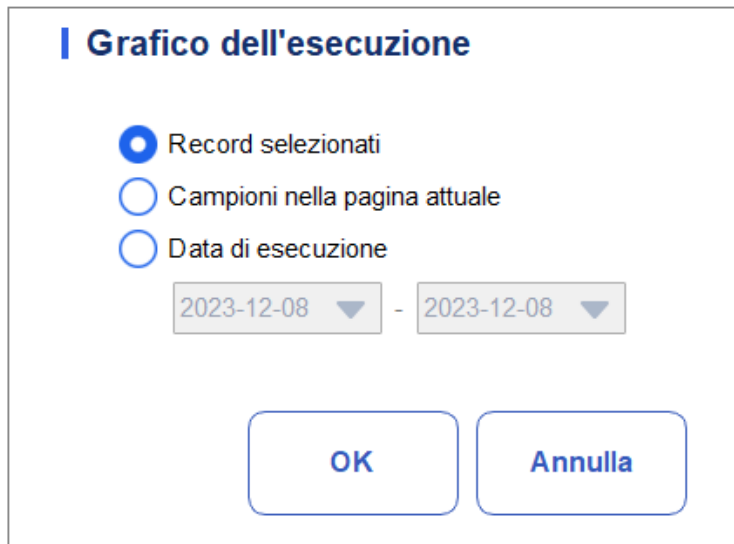 Grafico dell'esecuzione
Record selezionati
Campioni nella pagina attuale
Data di esecuzione
2023-12-08 - 2023-12-08
OK Annulla